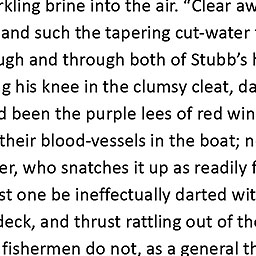 rkling brine into the air. “Clear aw
and such the tapering cut-water
ugh and through both of Stubb’s h
g his knee in the clumsy cleat, da
d been the purple lees of red win
their blood-vessels in the boat; n
er, who snatches it up as readily f
st one be ineffectually darted wit
deck, and thrust rattling out of the
fishermen do not, as a general th